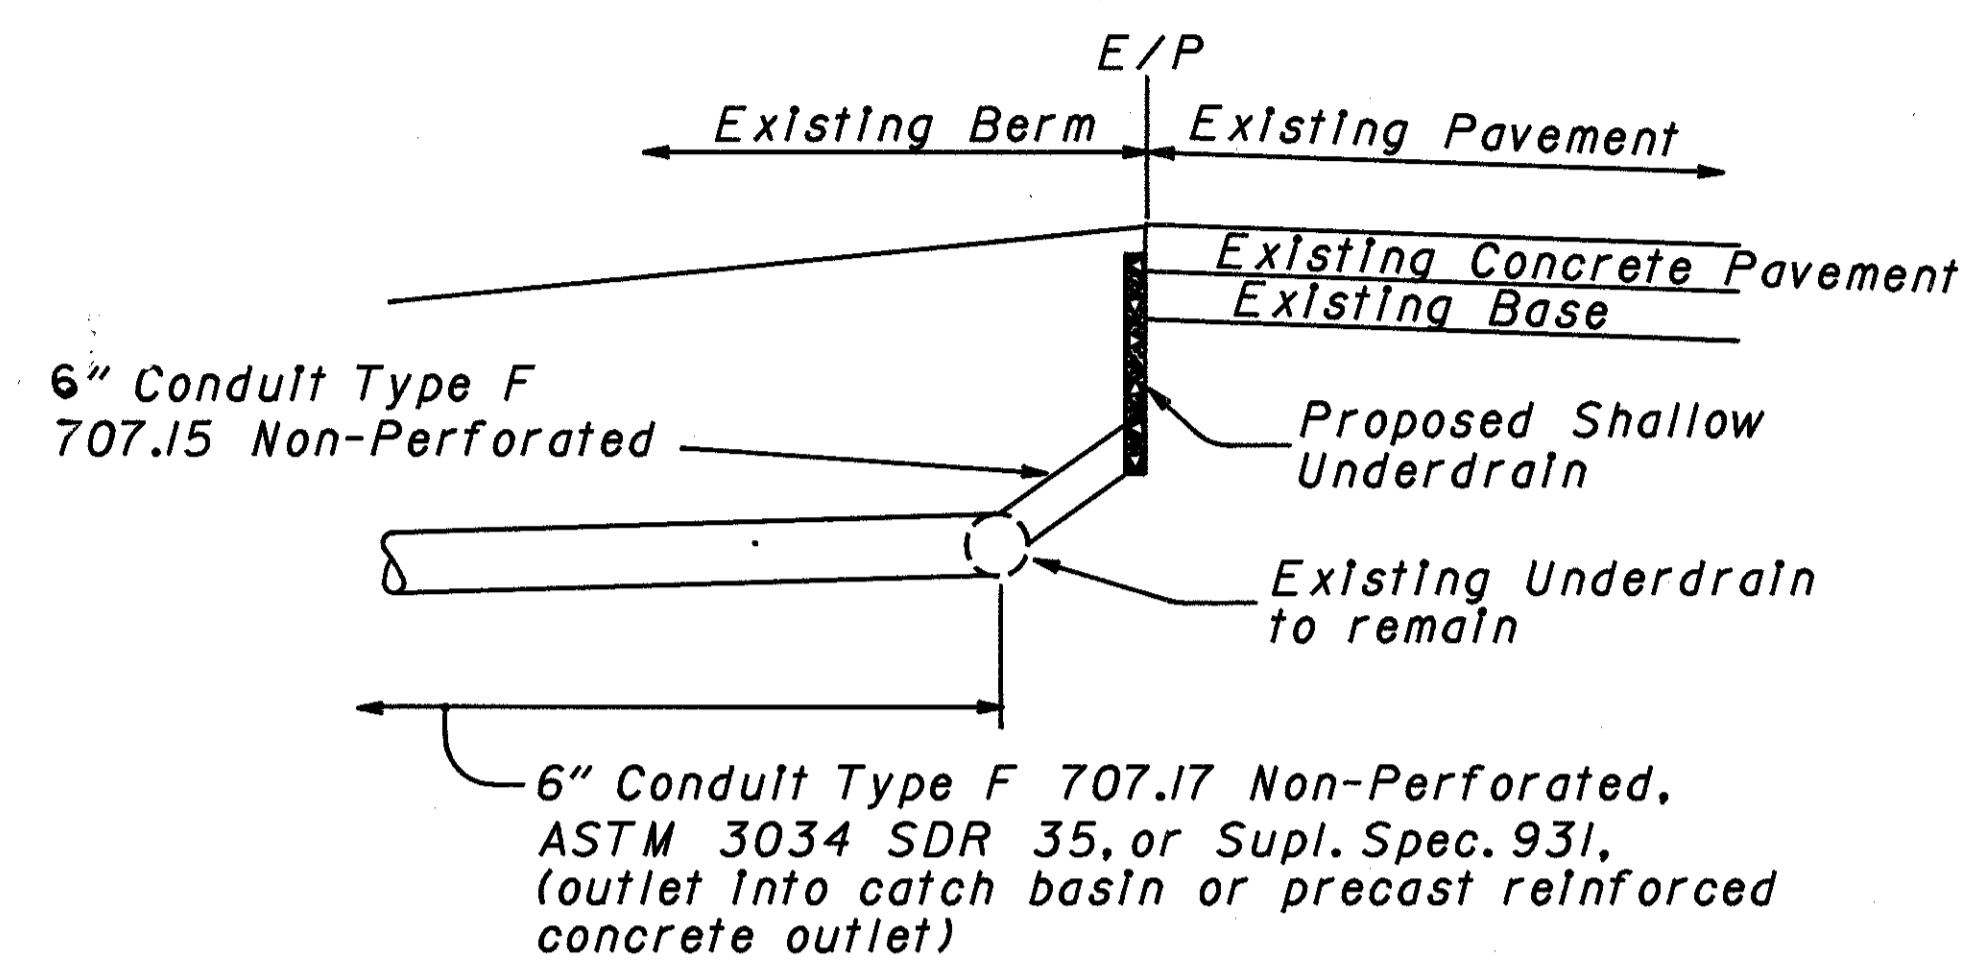 E/P
Existing Berm
Existing Pavement
Existing Concrete Pavement
Existing Base
6" Conduit Type F
707.15 Non-Perforated
Proposed Shallow
Underdrain
Existing Underdrain
to remain
6" Conduit Type F 707.17 Non-Perforated,
ASTM 3034 SDR 35, or Supl. Spec. 931,
(outlet into catch basin or precast reinforced
concrete outlet)